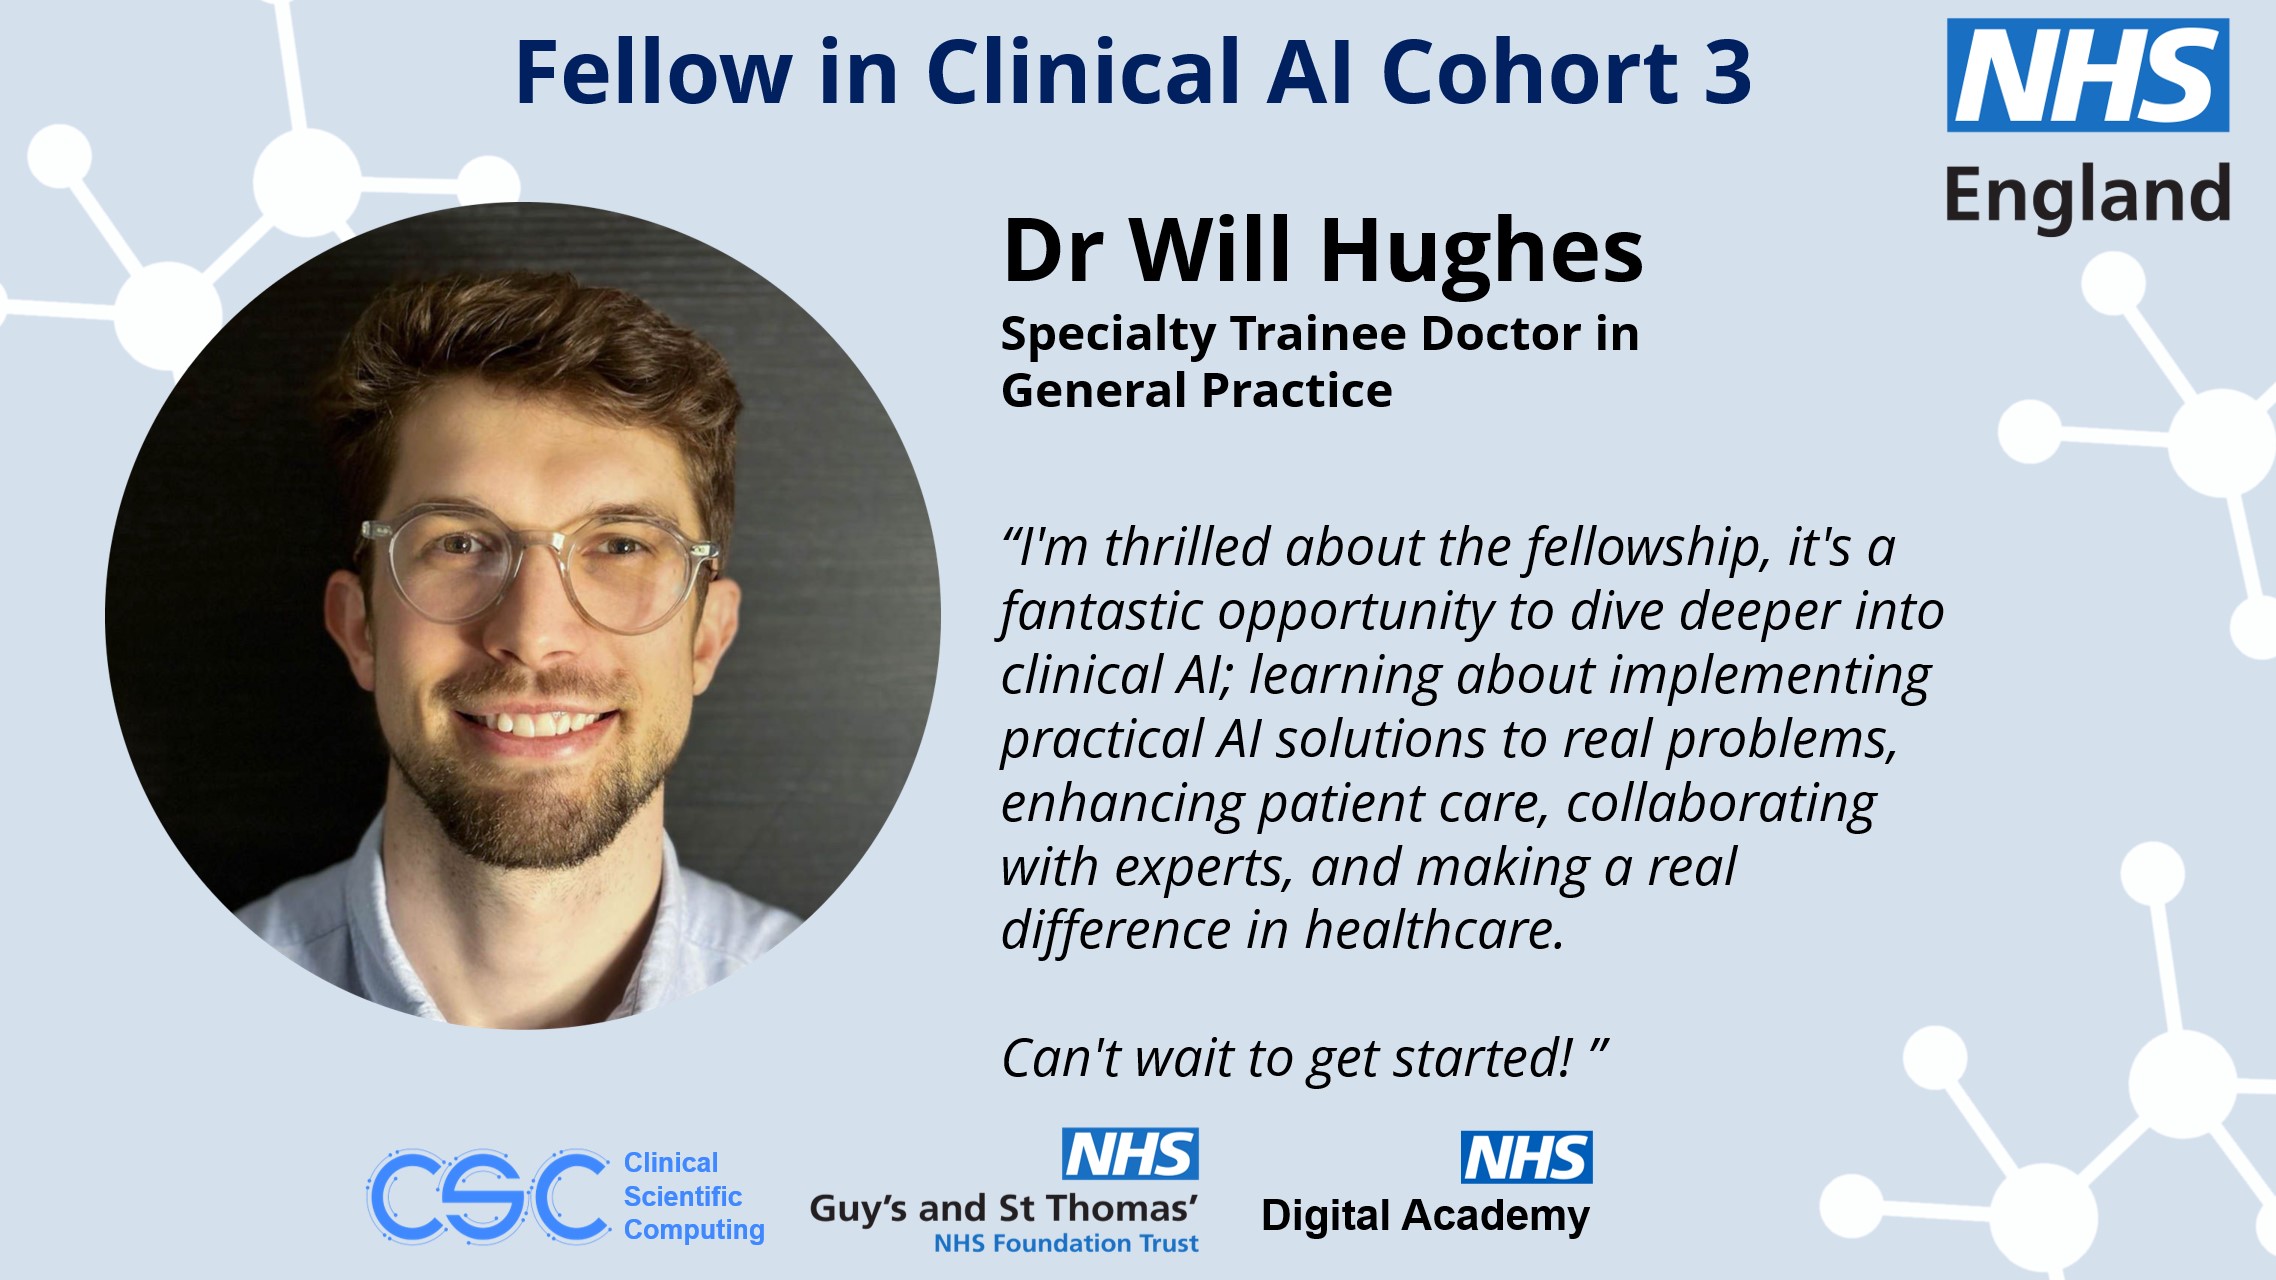 Fellow in Clinical AI Cohort 3
NHS
England
Dr Will Hughes
Specialty Trainee Doctor in
General Practice
“I'm thrilled about the fellowship, it's a
fantastic opportunity to dive deeper into
clinical AI; learning about implementing
practical AI solutions to real problems,
enhancing patient care, collaborating
with experts, and making a real
difference in healthcare.
Can't wait to get started! ”
CSC
Clinical
Scientific
Computing
NHS
Guy’s and St Thomas’
NHS Foundation Trust
NHS
Digital Academy